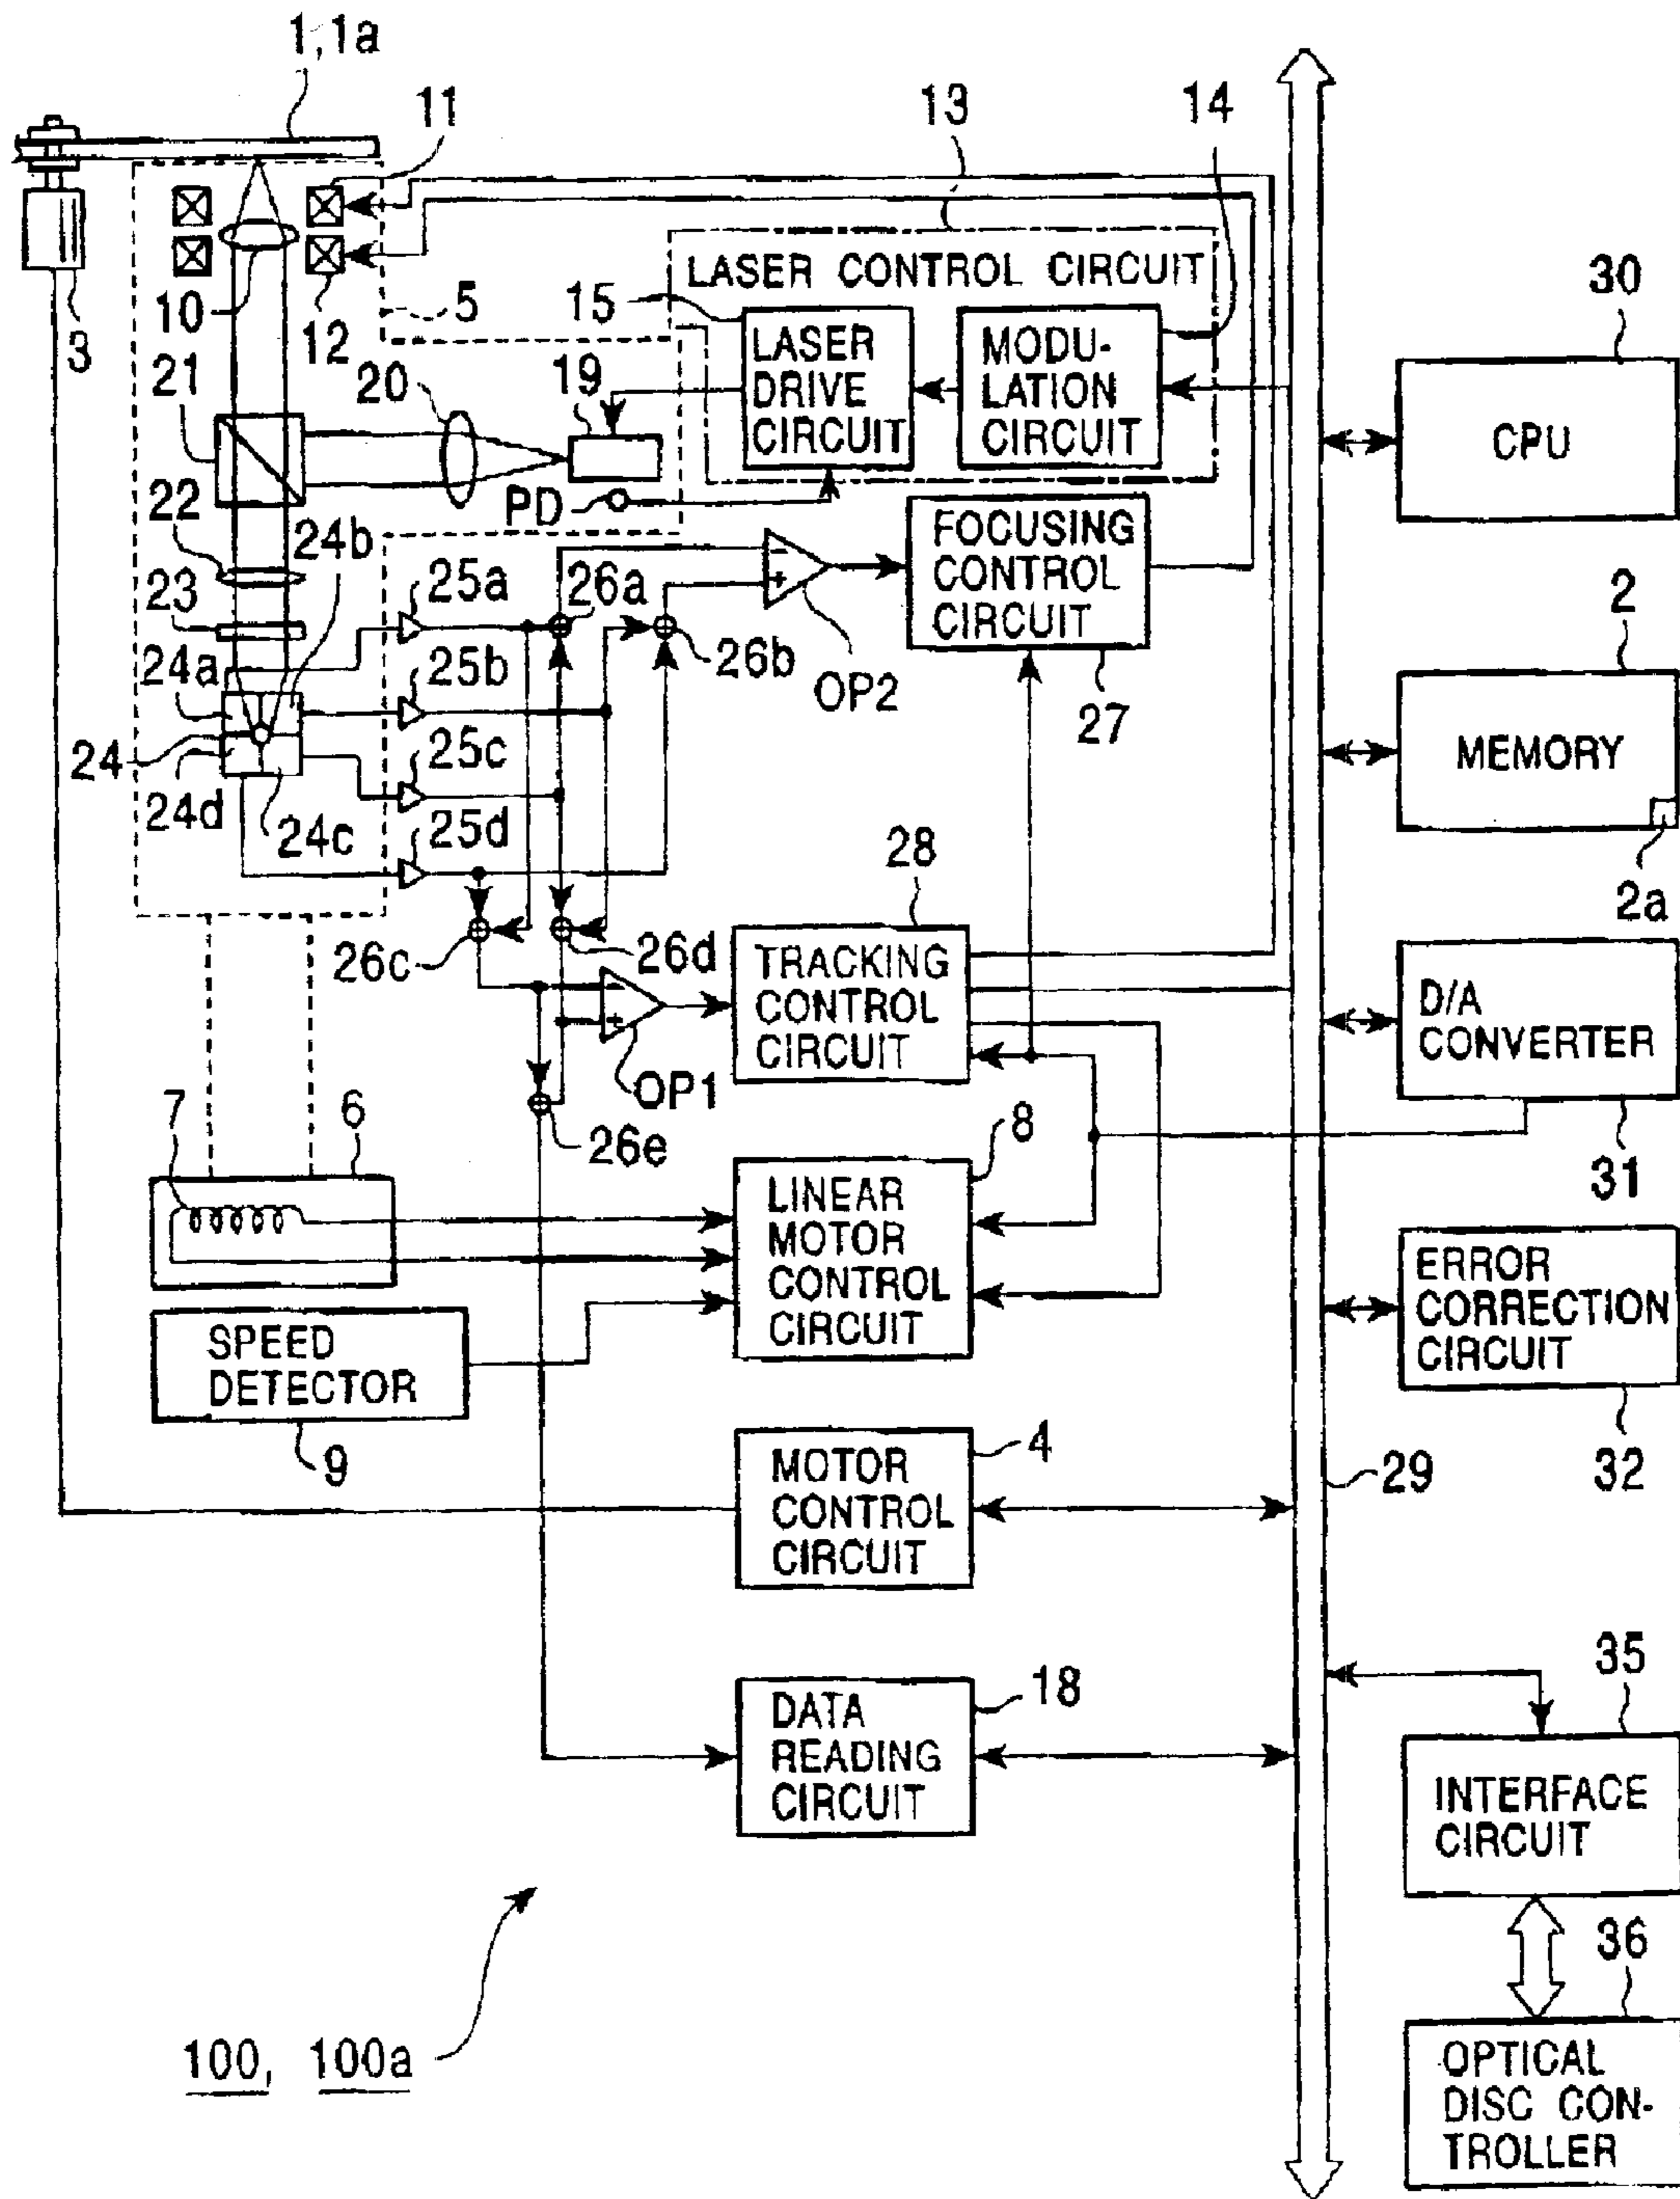 1,1a
11
13
14
LASER CONTROL CIRCUIT
15
LASER
DRIVE
CIRCUIT
MODU-
LATION
CIRCUIT
3
10
12
5
30
CPU
21
20
19
PD
22
24b
23
25a
26a
26b
OP2
FOCUSING
CONTROL
CIRCUIT
27
2
MEMORY
2a
24a
25b
24
25c
24d
24c
25d
28
26c
26d
TRACKING
CONTROL
CIRCUIT
OP1
26e
D/A
CONVERTER
31
7
6
8
LINEAR
MOTOR
CONTROL
CIRCUIT
ERROR
CORRECTION
CIRCUIT
32
SPEED
DETECTOR
9
4
MOTOR
CONTROL
CIRCUIT
29
18
DATA
READING
CIRCUIT
35
INTERFACE
CIRCUIT
36
OPTICAL
DISC CON-
TROLLER
100, 100a